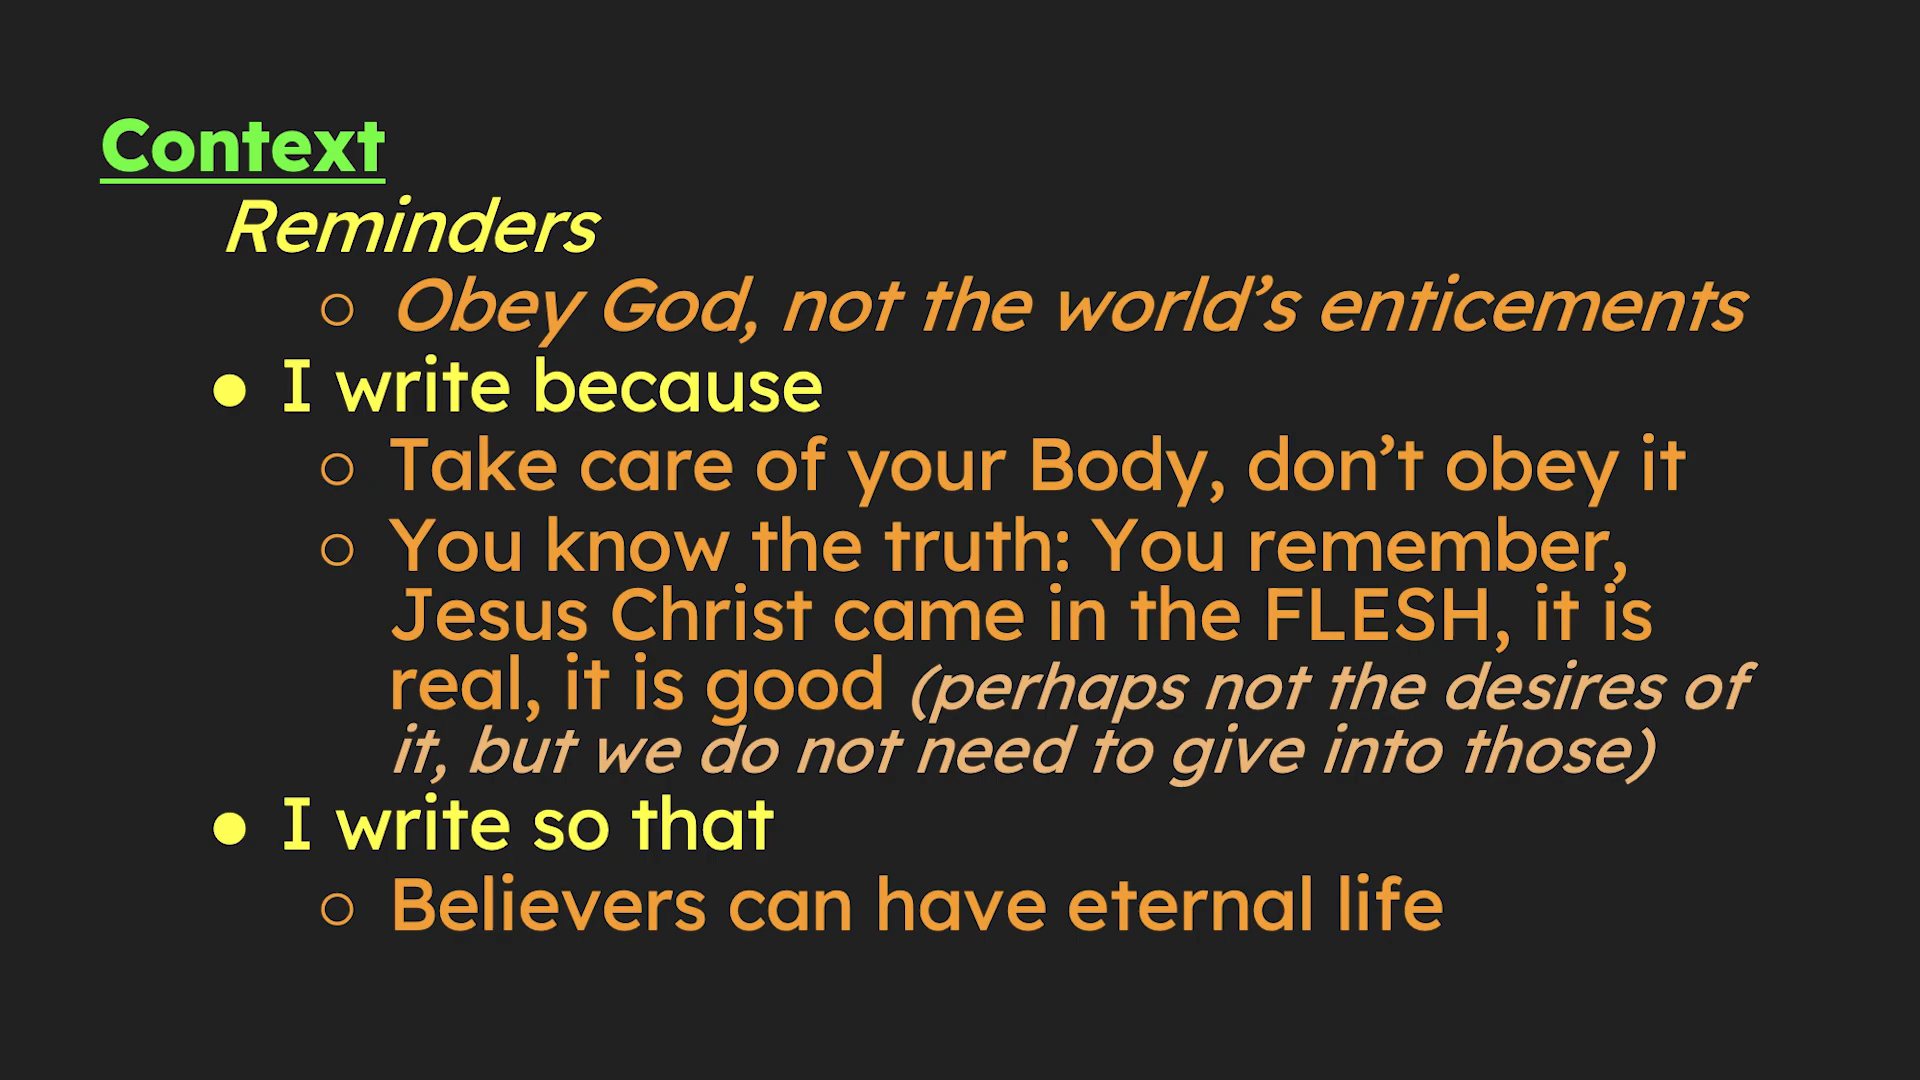 Context
Reminders
○ Obey God, not the world’s enticements
● I write because
○ Take care of your Body, don’t obey it
○ You know the truth: You remember,
Jesus Christ came in the FLESH, it is
real, it is good (perhaps not the desires of
it, but we do not need to give into those)
● I write so that
○ Believers can have eternal life